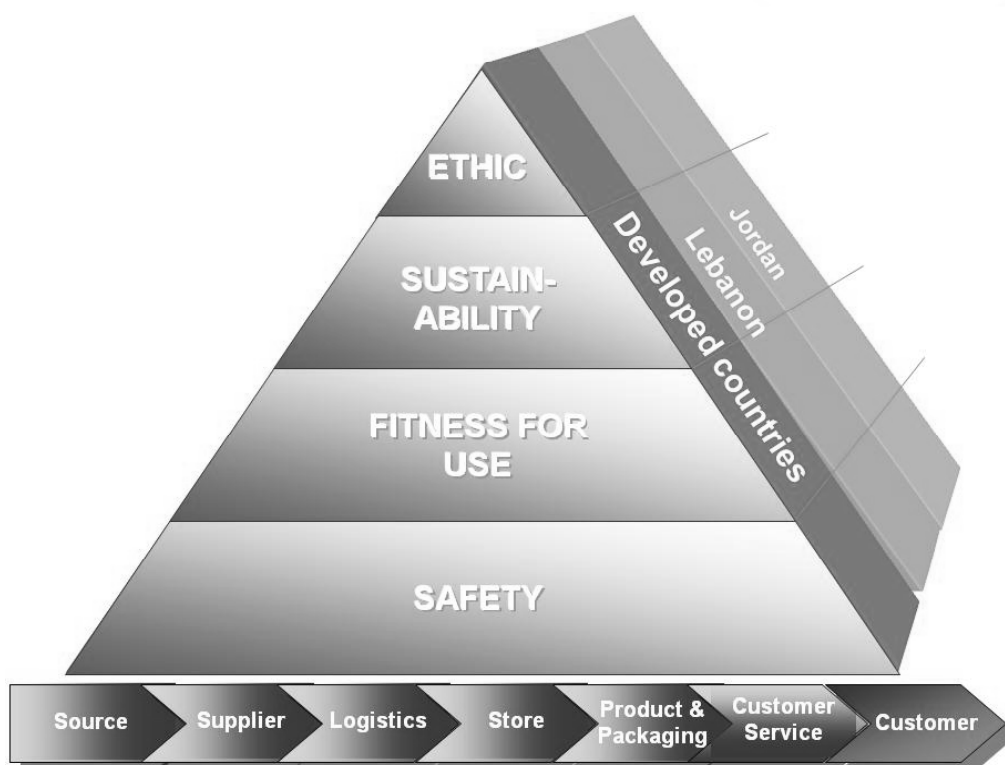 ETHIC
SUSTAIN-
ABILITY
FITNESS FOR
USE
SAFETY
Developed countries
Lebanon
Jordan
Source
Supplier
Logistics
Store
Product &
Packaging
Customer
Service
Customer